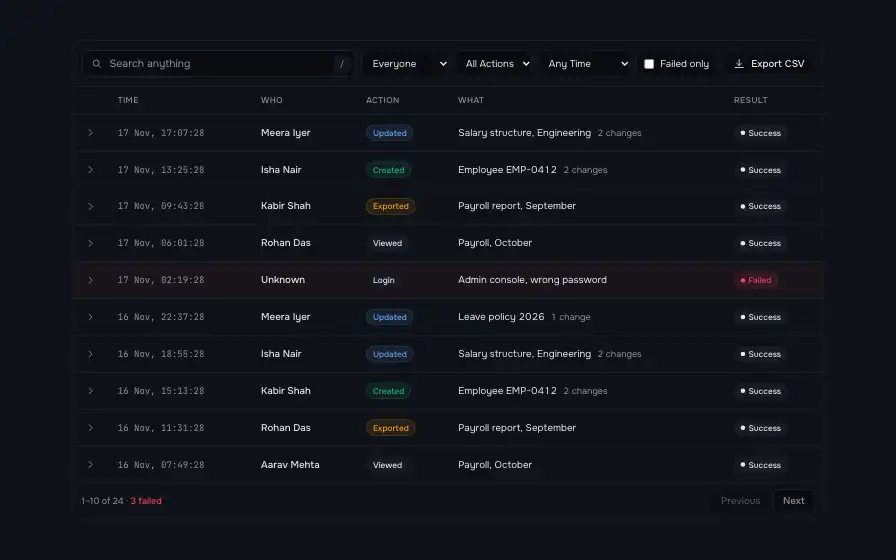 Search anything / Everyone All Actions Any Time Failed only Export CSV
TIME WHO ACTION WHAT RESULT
17 Nov, 17:07:28 Meera Iyer Updated Salary structure, Engineering 2 changes Success
17 Nov, 13:25:28 Isha Nair Created Employee EMP-0412 2 changes Success
17 Nov, 09:43:28 Kabir Shah Exported Payroll report, September Success
17 Nov, 06:01:28 Rohan Das Viewed Payroll, October Success
17 Nov, 02:19:28 Unknown Login Admin console, wrong password Failed
16 Nov, 22:37:28 Meera Iyer Updated Leave policy 2026 1 change Success
16 Nov, 18:55:28 Isha Nair Updated Salary structure, Engineering 2 changes Success
16 Nov, 15:13:28 Kabir Shah Created Employee EMP-0412 2 changes Success
16 Nov, 11:31:28 Rohan Das Exported Payroll report, September Success
16 Nov, 07:49:28 Aarav Mehta Viewed Payroll, October Success
1–10 of 24 · 3 failed Previous Next